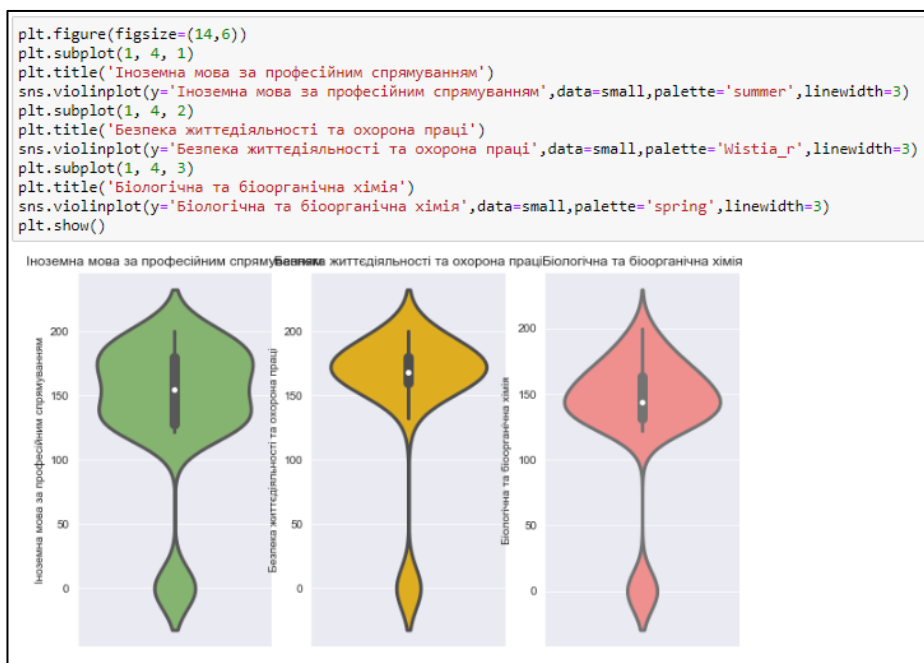 plt.figure(figsize=(14,6))
plt.subplot(1, 4, 1)
plt.title('Іноземна мова за професійним спрямуванням')
sns.violinplot(y='Іноземна мова за професійним спрямуванням',data=small,palette='summer',linewidth=3)
plt.subplot(1, 4, 2)
plt.title('Безпека життєдіяльності та охорона праці')
sns.violinplot(y='Безпека життєдіяльності та охорона праці',data=small,palette='Wistia_r',linewidth=3)
plt.subplot(1, 4, 3)
plt.title('Біологічна та біоорганічна хімія')
sns.violinplot(y='Біологічна та біоорганічна хімія',data=small,palette='spring',linewidth=3)
plt.show()
Іноземна мова за професійним спрямуванням
Безпека життєдіяльності та охорона праці
Біологічна та біоорганічна хімія
Іноземна мова за професійним спрямуванням
200
150
100
50
0
Безпека життєдіяльності та охорона праці
200
150
100
50
0
Біологічна та біоорганічна хімія
200
150
100
50
0